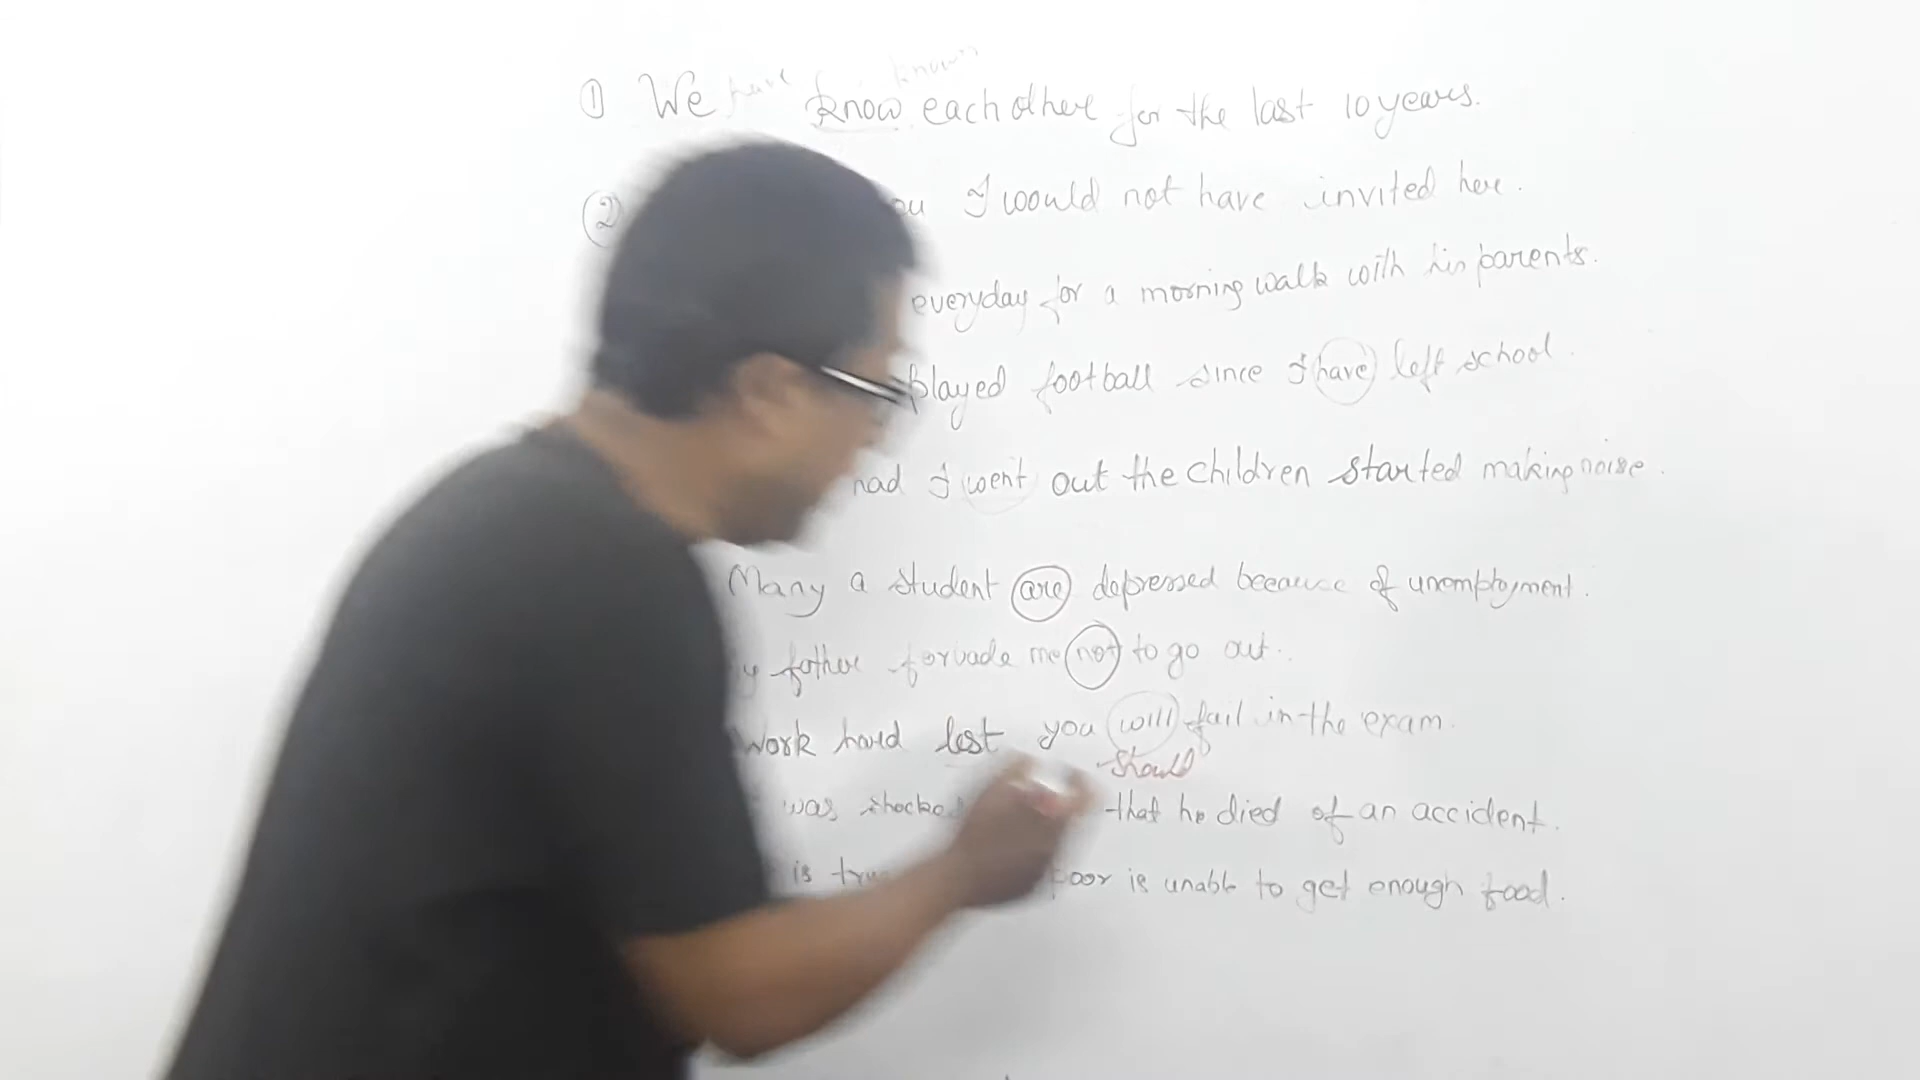 have known
① We know each other for the last 10 years.
② I would not have invited here.
everyday for a morning walk with his parents.
played football since I have left school.
had I went out the children started making noise.
Many a student are depressed because of unemployment.
father forvade me not to go out.
Work hard lest you will fail in the exam.
should
was shocked that he died of an accident.
is poor is unable to get enough food.